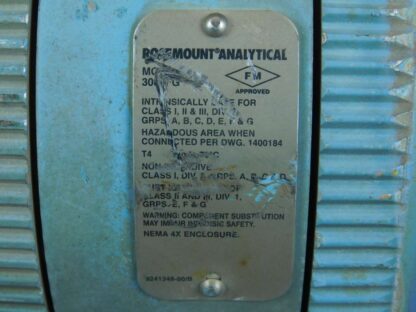 ROSEMOUNT® ANALYTICAL
FM
APPROVED
INTRINSICALLY SAFE FOR
CLASS I, II & III, DIV. 1,
GRPS. A, B, C, D, E, F & G
HAZARDOUS AREA WHEN
CONNECTED PER DWG. 1400184
T4
CLASS I, DIV.
CLASS II AND III, DIV. 1,
GRPS. E, F & G
WARNING: COMPONENT SUBSTITUTION
MAY IMPAIR INTRINSIC SAFETY.
NEMA 4X ENCLOSURE.